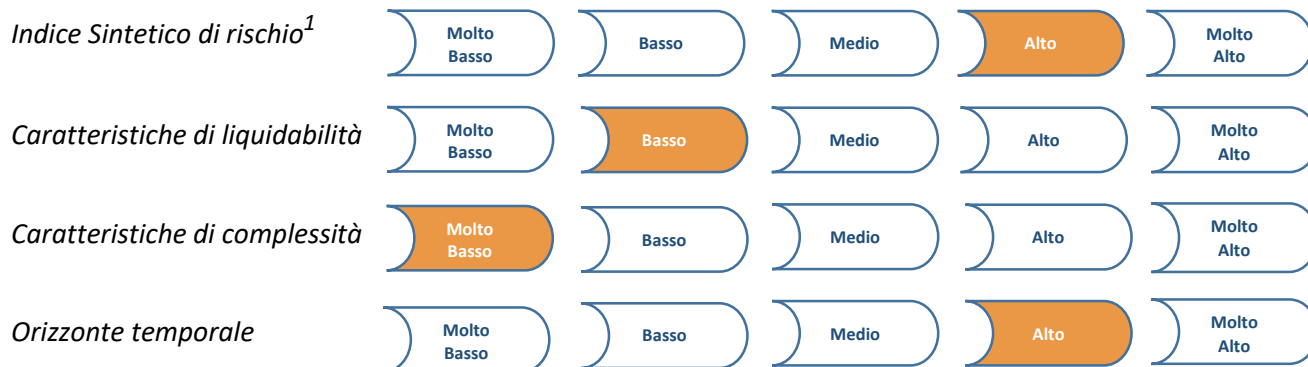 Indice Sintetico di rischio1 Molto Basso Basso Medio Alto Molto Alto
Caratteristiche di liquidabilità Molto Basso Basso Medio Alto Molto Alto
Caratteristiche di complessità Molto Basso Basso Medio Alto Molto Alto
Orizzonte temporale Molto Basso Basso Medio Alto Molto Alto